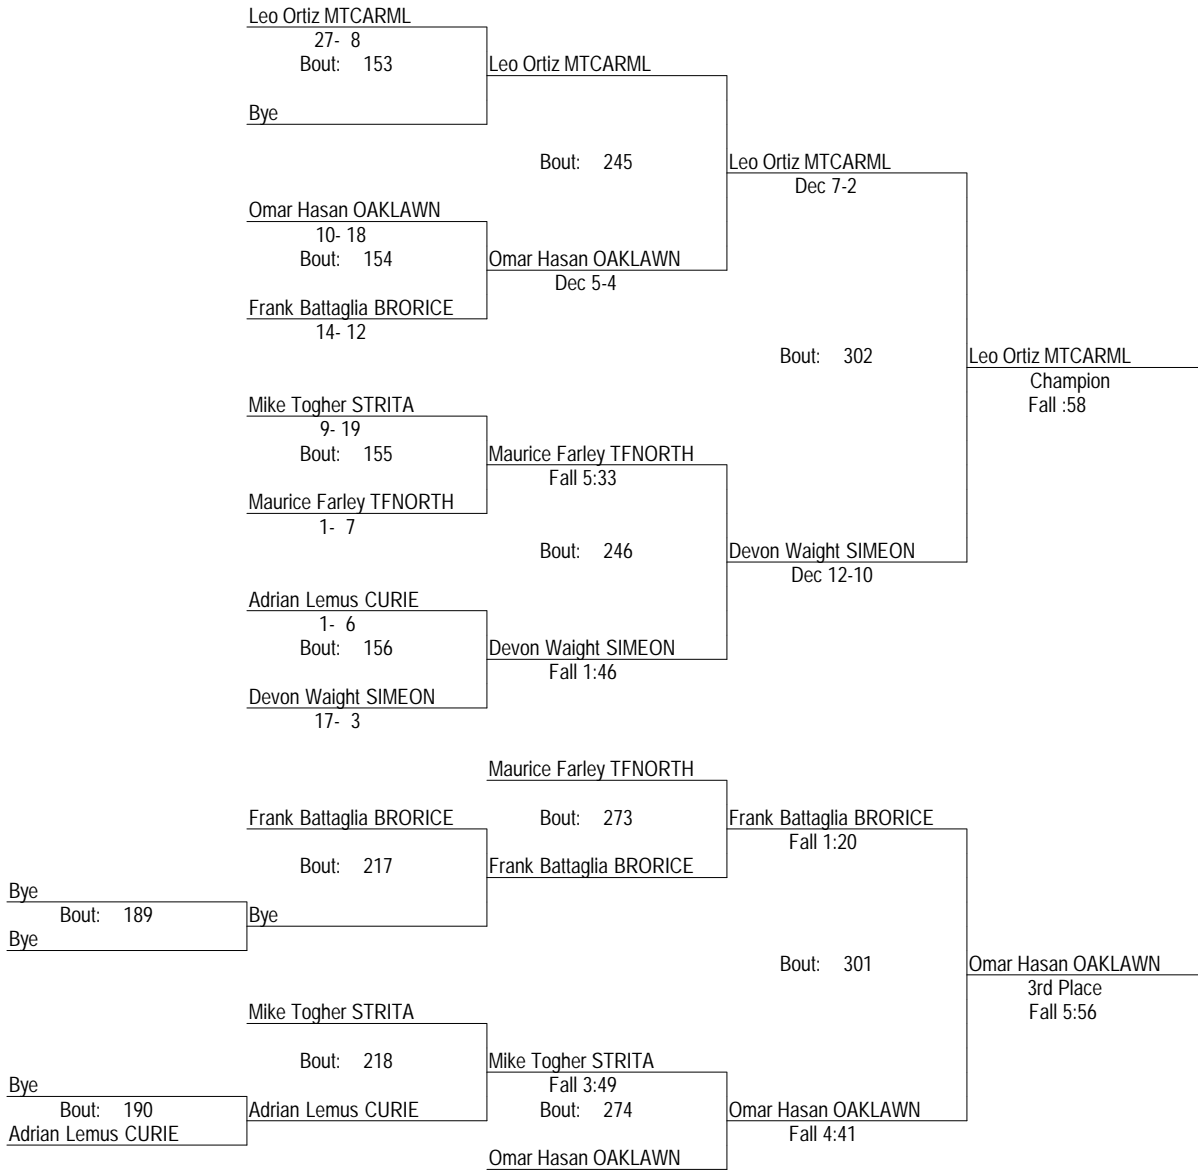 Leo Ortiz MTCARML
27- 8
Bout: 153
Leo Ortiz MTCARML
Bye
Bout: 245
Leo Ortiz MTCARML
Dec 7-2
Omar Hasan OAKLAWN
10- 18
Bout: 154
Omar Hasan OAKLAWN
Dec 5-4
Frank Battaglia BRORICE
14- 12
Bout: 302
Leo Ortiz MTCARML
Champion
Fall :58
Mike Togher STRITA
9- 19
Bout: 155
Maurice Farley TFNORTH
Fall 5:33
Maurice Farley TFNORTH
1- 7
Bout: 246
Devon Waight SIMEON
Dec 12-10
Adrian Lemus CURIE
1- 6
Bout: 156
Devon Waight SIMEON
Fall 1:46
Devon Waight SIMEON
17- 3
Maurice Farley TFNORTH
Frank Battaglia BRORICE
Bout: 273
Frank Battaglia BRORICE
Fall 1:20
Bout: 217
Frank Battaglia BRORICE
Bye
Bout: 189
Bye
Bye
Bout: 301
Omar Hasan OAKLAWN
3rd Place
Fall 5:56
Mike Togher STRITA
Bout: 218
Mike Togher STRITA
Fall 3:49
Bye
Bout: 190
Adrian Lemus CURIE
Bout: 274
Omar Hasan OAKLAWN
Fall 4:41
Adrian Lemus CURIE
Omar Hasan OAKLAWN